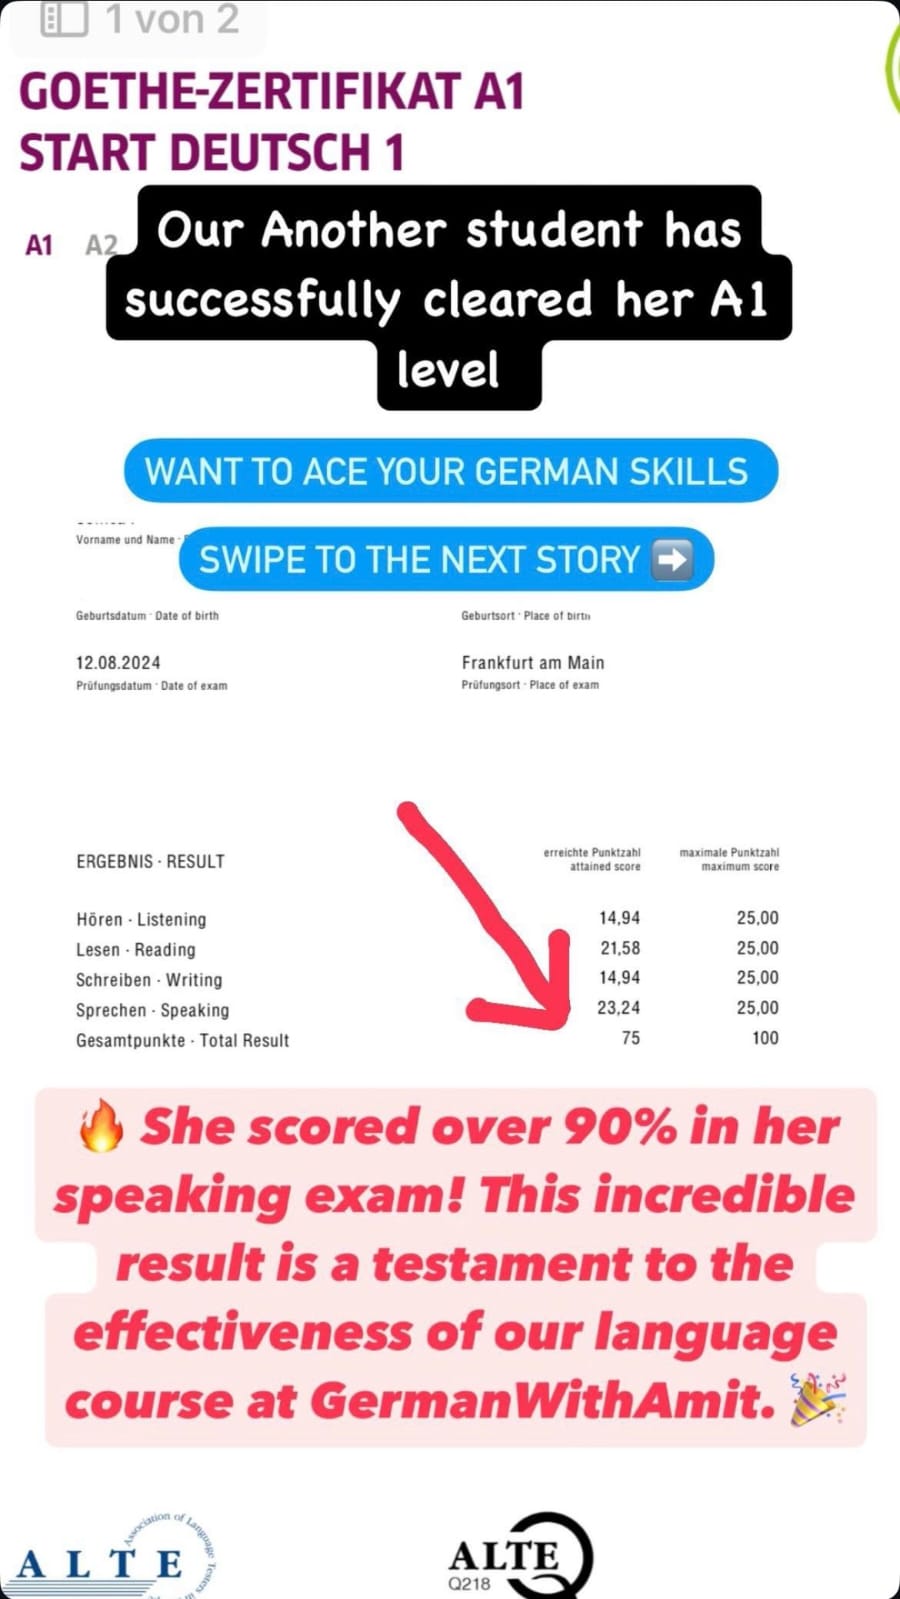 1 von 2
GOETHE-ZERTIFIKAT A1
START DEUTSCH 1
A1 A2
Our Another student has
successfully cleared her A1
level
WANT TO ACE YOUR GERMAN SKILLS
Vorname und Name ·
SWIPE TO THE NEXT STORY ➡️
Geburtsdatum · Date of birth
Geburtsort · Place of birth
12.08.2024
Frankfurt am Main
Prüfungsdatum · Date of exam
Prüfungsort · Place of exam
ERGEBNIS · RESULT
erreichte Punktzahl
attained score
maximale Punktzahl
maximum score
Hören · Listening 14,94 25,00
Lesen · Reading 21,58 25,00
Schreiben · Writing 14,94 25,00
Sprechen · Speaking 23,24 25,00
Gesamtpunkte · Total Result 75 100
🔥 She scored over 90% in her
speaking exam! This incredible
result is a testament to the
effectiveness of our language
course at GermanWithAmit. 🎉
Association of Language Testers in
ALTE
ALTE
Q218